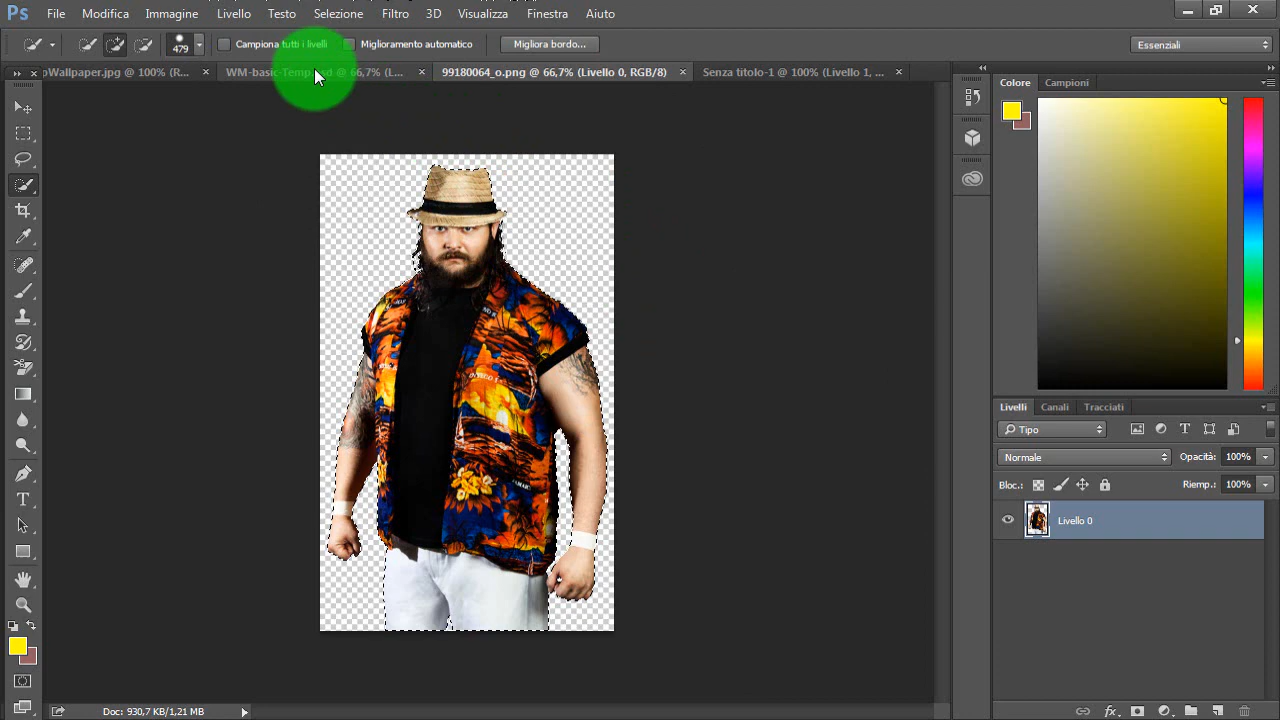 Ps File Modifica Immagine Livello Testo Selezione Filtro 3D Visualizza Finestra Aiuto
479 Campiona tutti i livelli Miglioramento automatico Migliora bordo... Essenziali
pWallpaper.jpg @ 100% (R... WM-basic-Temp.psd @ 66,7% (L... 99180064_o.png @ 66,7% (Livello 0, RGB/8) Senza titolo-1 @ 100% (Livello 1, ...
Colore Campioni
Livelli Canali Tracciati
Tipo
Normale Opacità: 100%
Bloc.: Riemp.: 100%
Livello 0
Doc: 930,7 KB/1,21 MB
fx